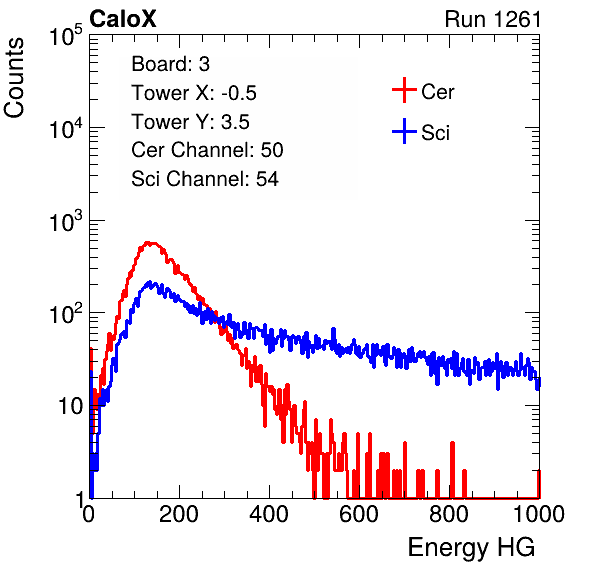 CaloX Run 1261
Counts
Board: 3
Tower X: -0.5
Tower Y: 3.5
Cer Channel: 50
Sci Channel: 54
Cer
Sci
10^5
10^4
10^3
10^2
10
1
0 200 400 600 800 1000
Energy HG